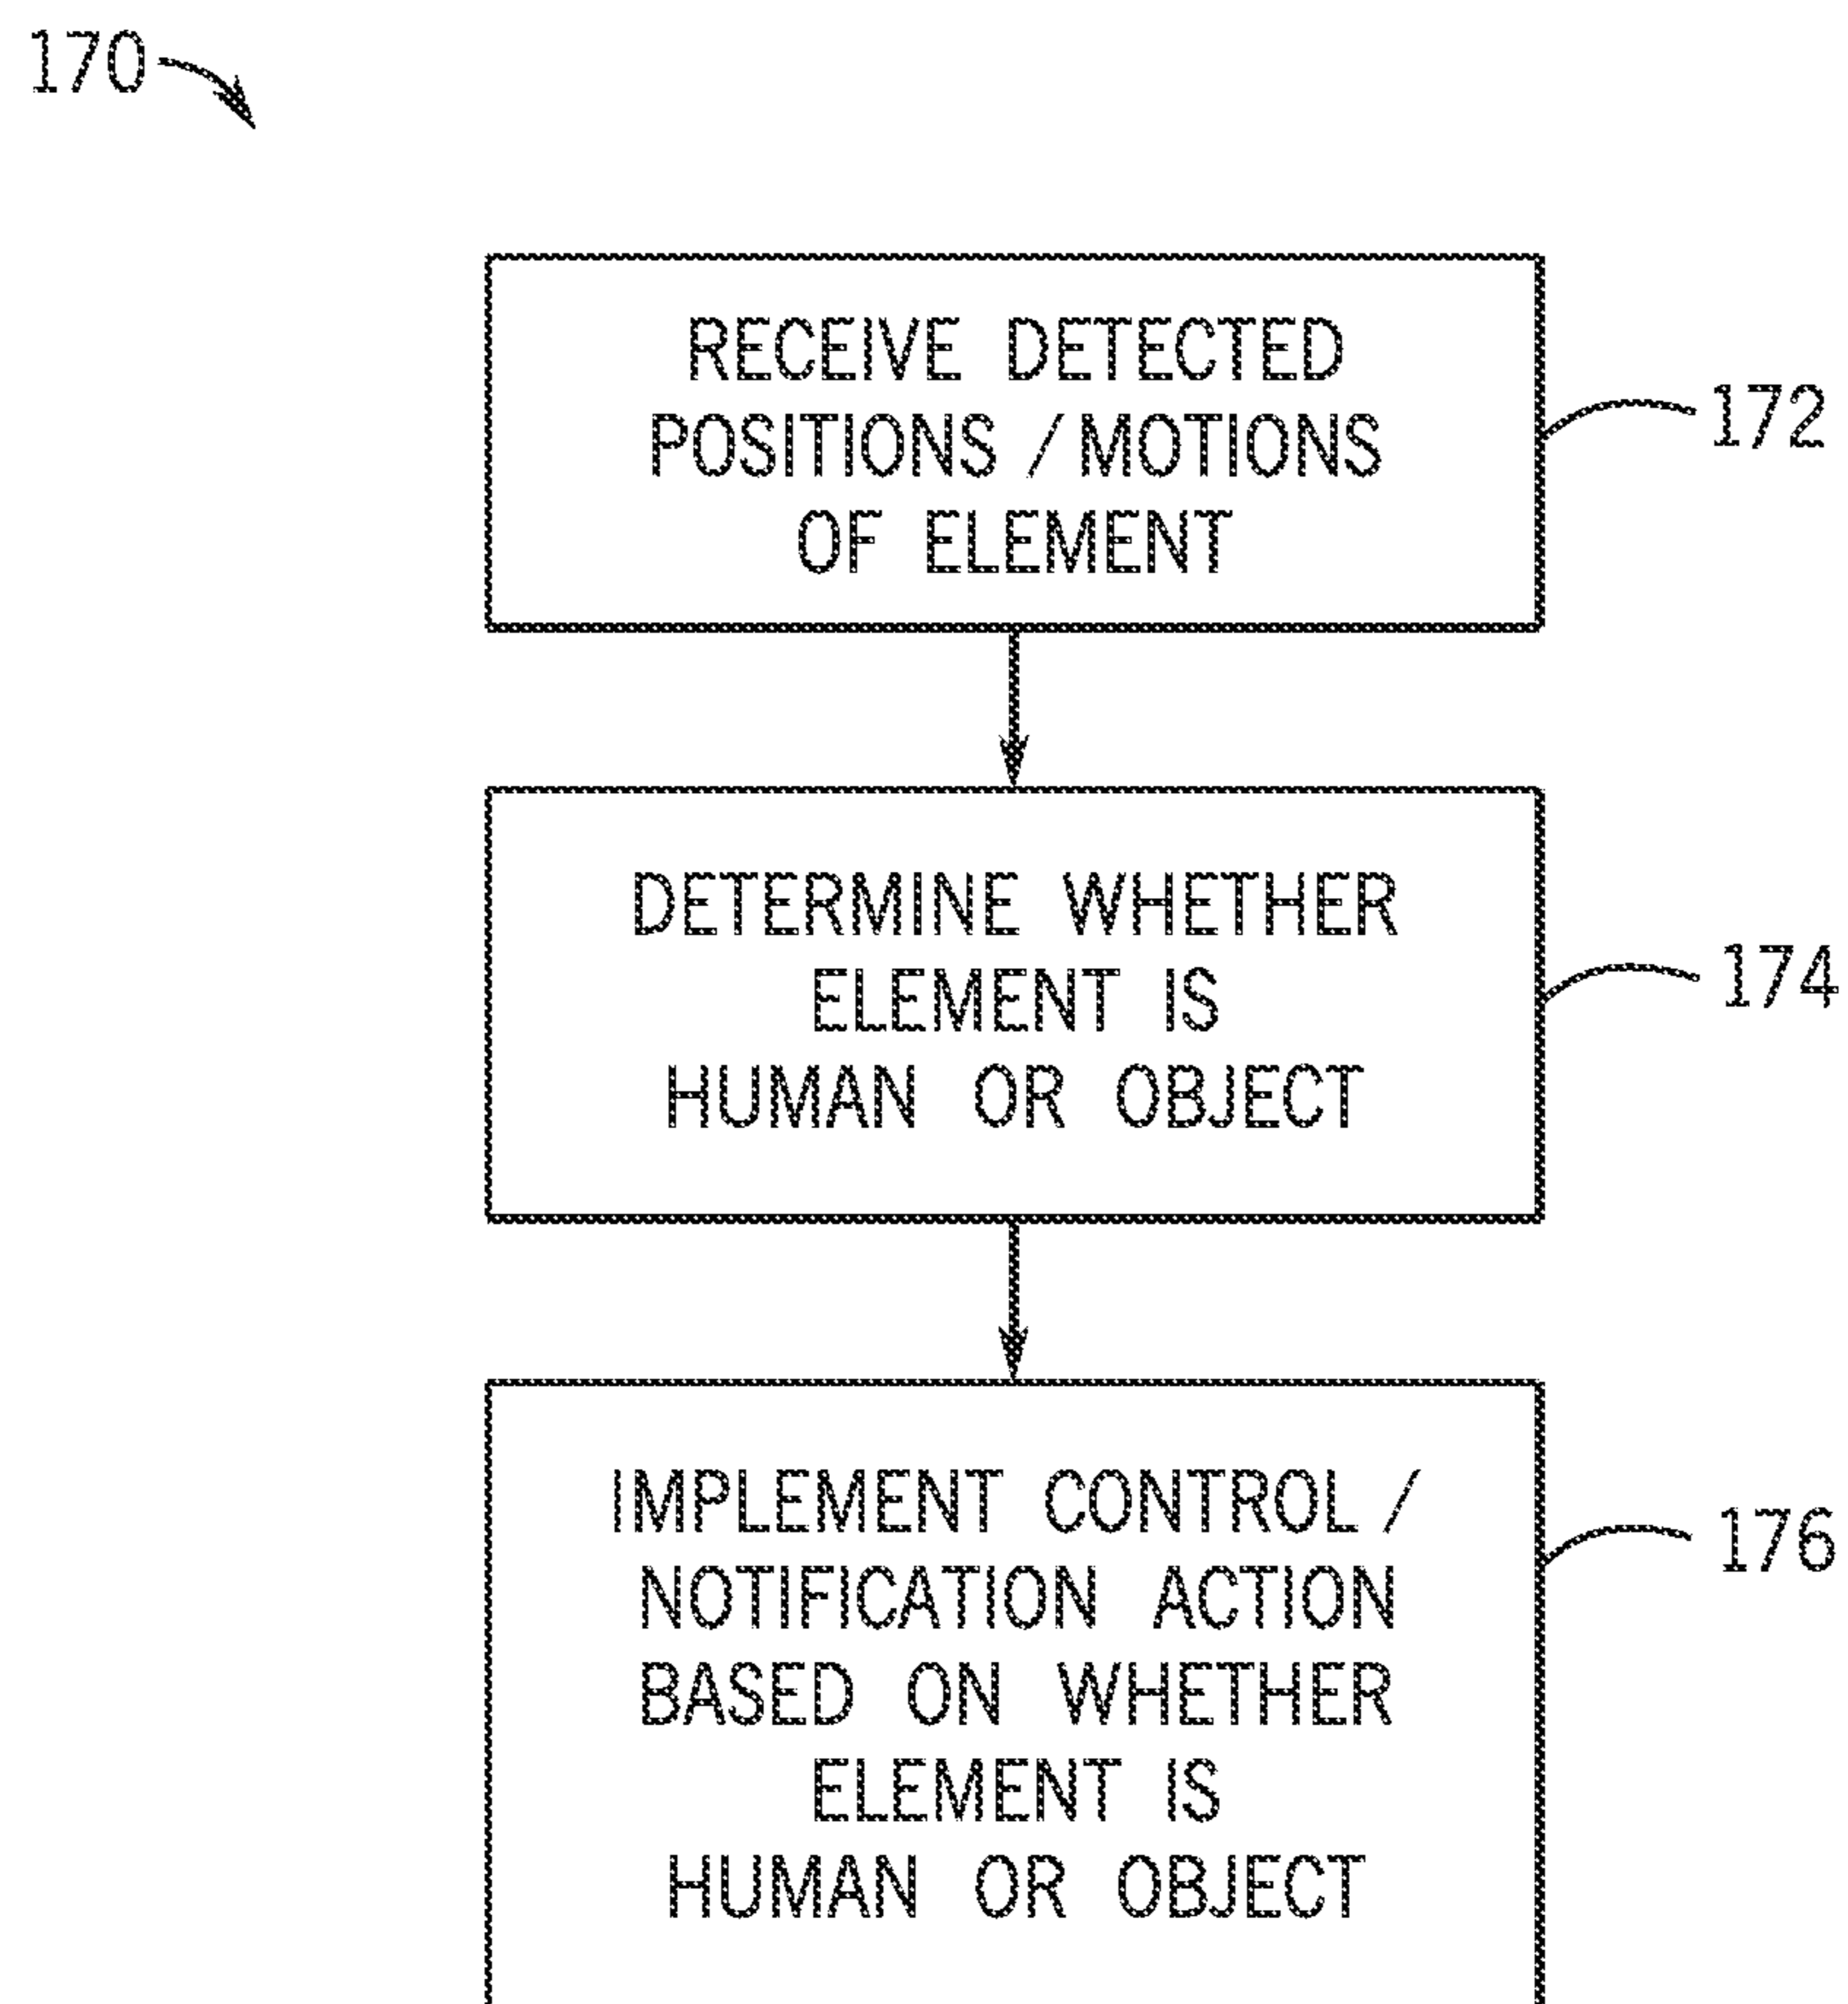 170
RECEIVE DETECTED
POSITIONS / MOTIONS
OF ELEMENT
172
DETERMINE WHETHER
ELEMENT IS
HUMAN OR OBJECT
174
IMPLEMENT CONTROL /
NOTIFICATION ACTION
BASED ON WHETHER
ELEMENT IS
HUMAN OR OBJECT
176